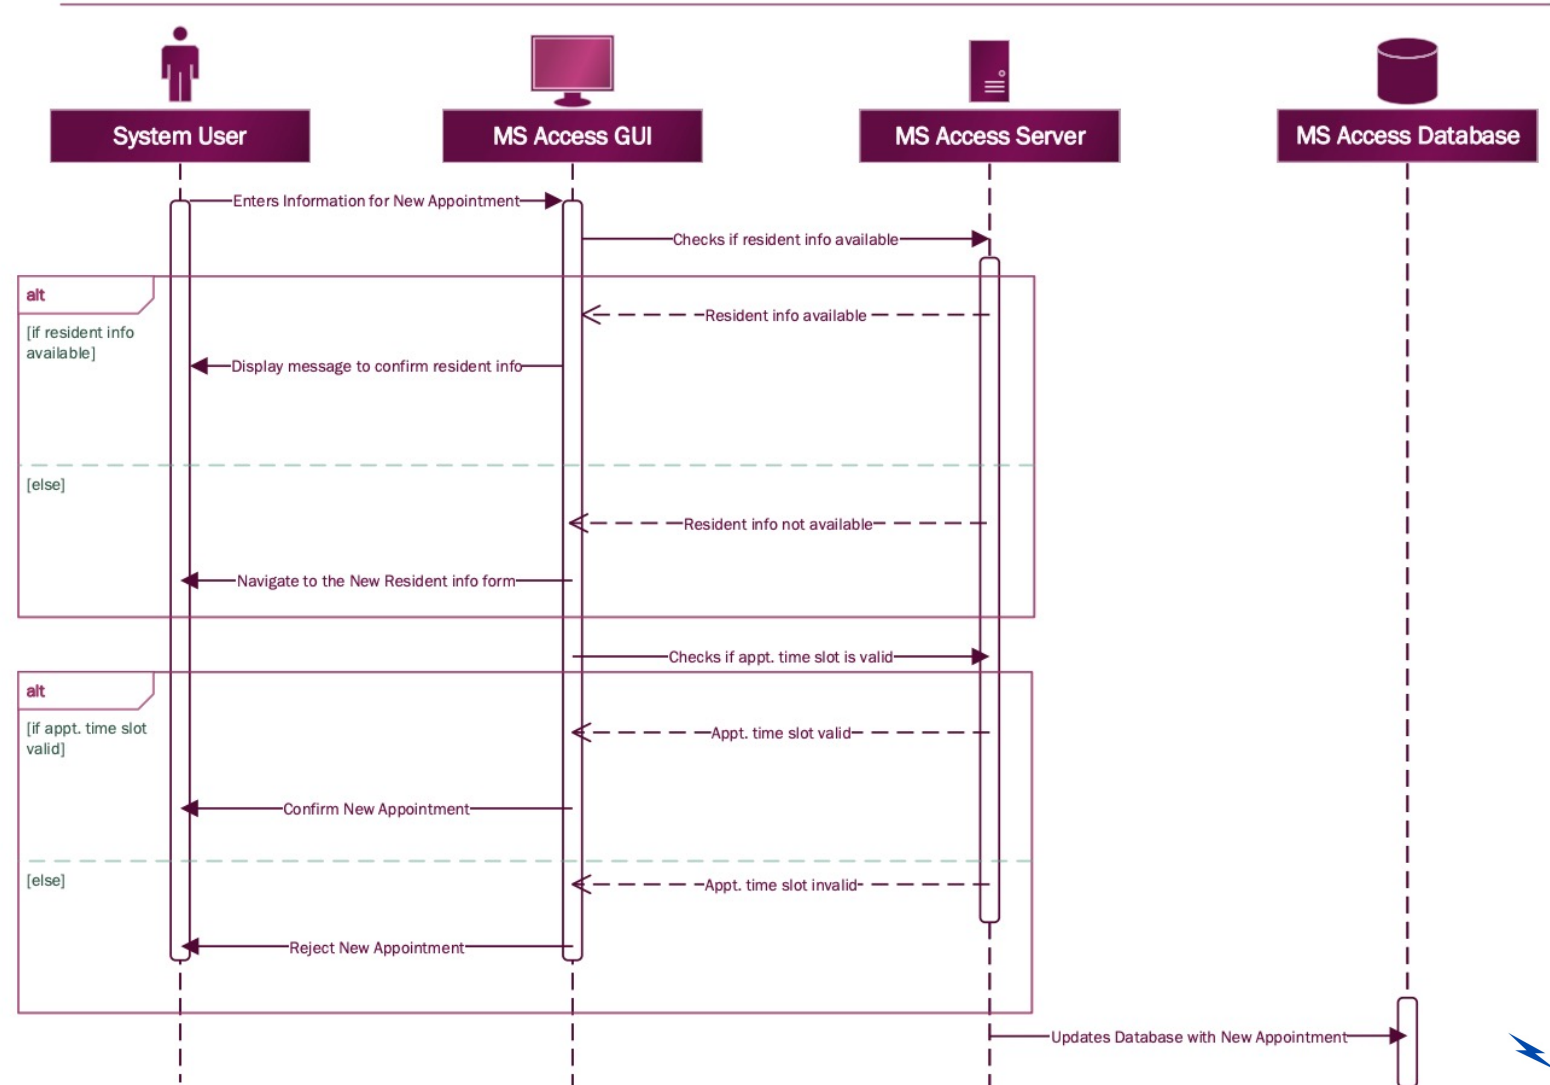 System User
MS Access GUI
MS Access Server
MS Access Database
Enters Information for New Appointment
Checks if resident info available
alt
[if resident info
available]
Resident info available
Display message to confirm resident info
[else]
Resident info not available
Navigate to the New Resident info form
Checks if appt. time slot is valid
alt
[if appt. time slot
valid]
Appt. time slot valid
Confirm New Appointment
[else]
Appt. time slot invalid
Reject New Appointment
Updates Database with New Appointment